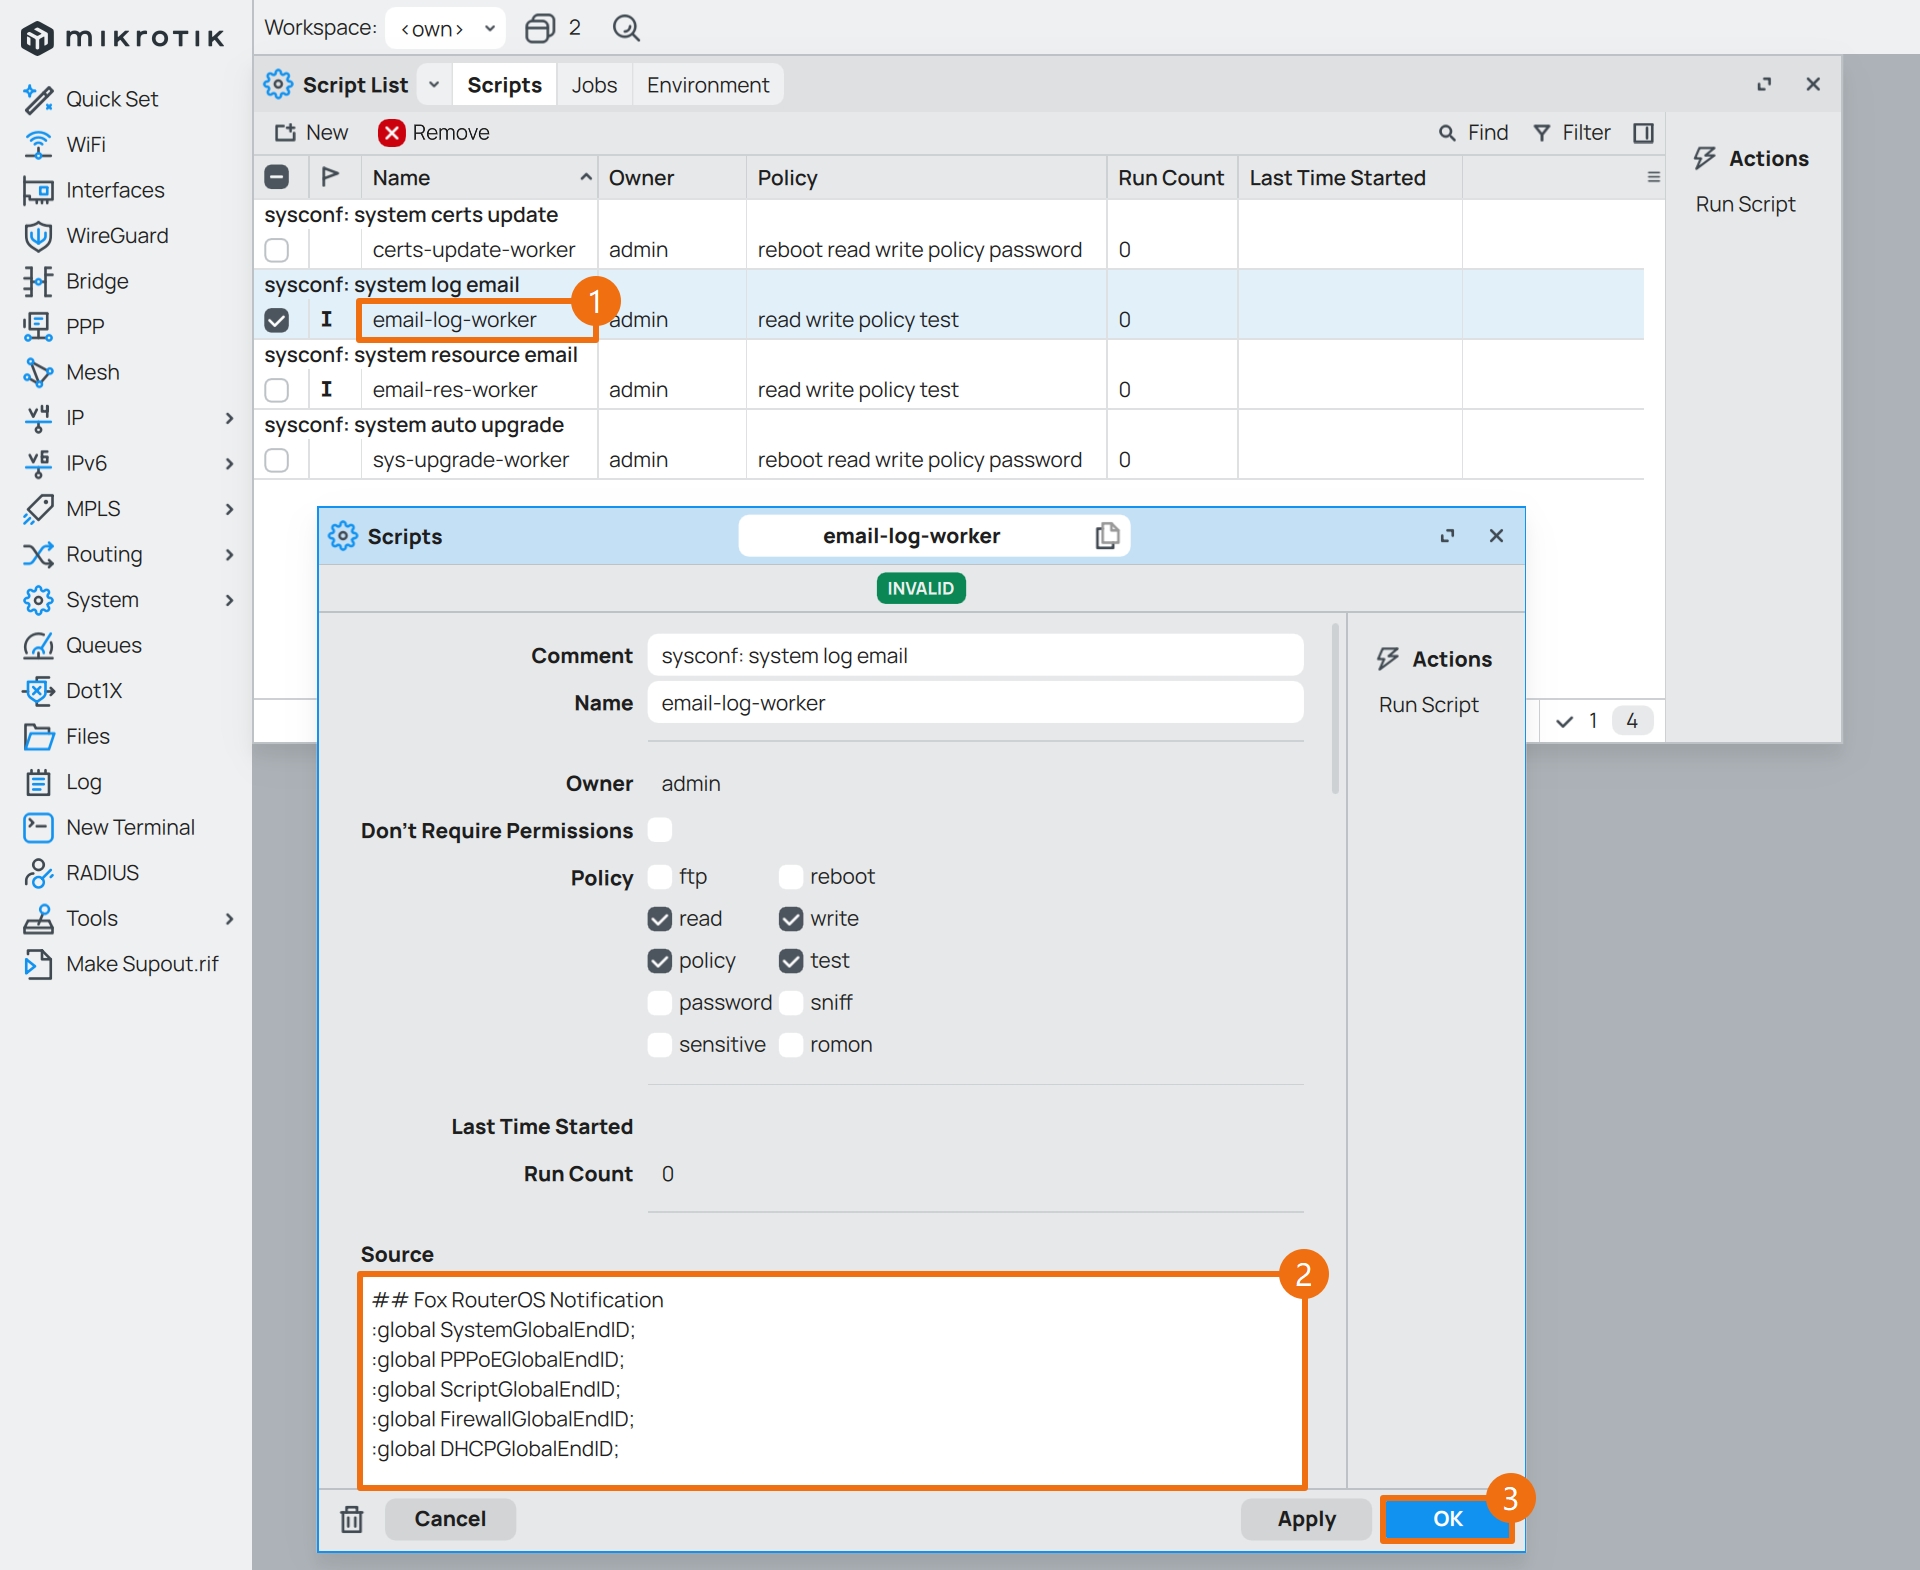 mikrotik
Workspace: <own> 2
Quick Set
WiFi
Interfaces
WireGuard
Bridge
PPP
Mesh
IP
IPv6
MPLS
Routing
System
Queues
Dot1X
Files
Log
New Terminal
RADIUS
Tools
Make Supout.rif
Script List Scripts Jobs Environment
New Remove Find Filter
Name Owner Policy Run Count Last Time Started
sysconf: system certs update
certs-update-worker admin reboot read write policy password 0
sysconf: system log email
I email-log-worker admin read write policy test 0
1
sysconf: system resource email
I email-res-worker admin read write policy test 0
sysconf: system auto upgrade
sys-upgrade-worker admin reboot read write policy password 0
Actions
Run Script
1 4
Scripts email-log-worker
INVALID
Comment sysconf: system log email
Name email-log-worker
Owner admin
Don't Require Permissions
Policy ftp reboot
read write
policy test
password sniff
sensitive romon
Last Time Started
Run Count 0
Actions
Run Script
Source
2
## Fox RouterOS Notification
:global SystemGlobalEndID;
:global PPPoEGlobalEndID;
:global ScriptGlobalEndID;
:global FirewallGlobalEndID;
:global DHCPGlobalEndID;
Cancel Apply OK
3